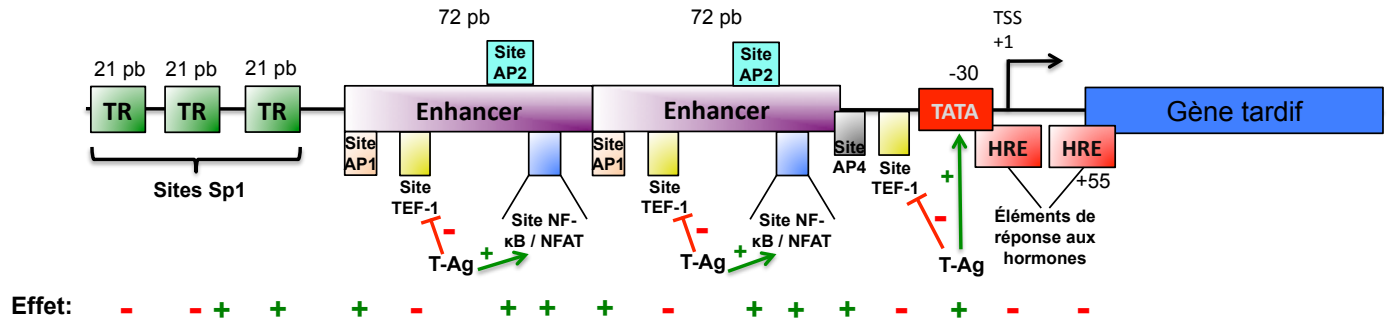 72 pb
72 pb
TSS
+1
21 pb
21 pb
21 pb
Site
AP2
Site
AP2
-30
TR
TR
TR
Enhancer
Enhancer
TATA
Gène tardif
Site
AP1
Site
AP1
Site
AP4
HRE
HRE
+55
Sites Sp1
Site
TEF-1
Site
TEF-1
Site
TEF-1
Site NF-
κB / NFAT
Site NF-
κB / NFAT
Éléments de
réponse aux
hormones
-
+
-
+
-
+
T-Ag
T-Ag
T-Ag
Effet: - - + + + - + + + - + + + - + - -